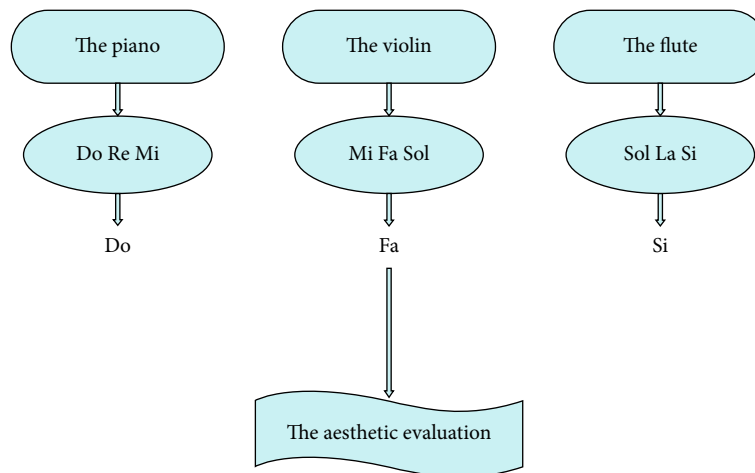 The piano
The violin
The flute
Do Re Mi
Mi Fa Sol
Sol La Si
Do
Fa
Si
The aesthetic evaluation